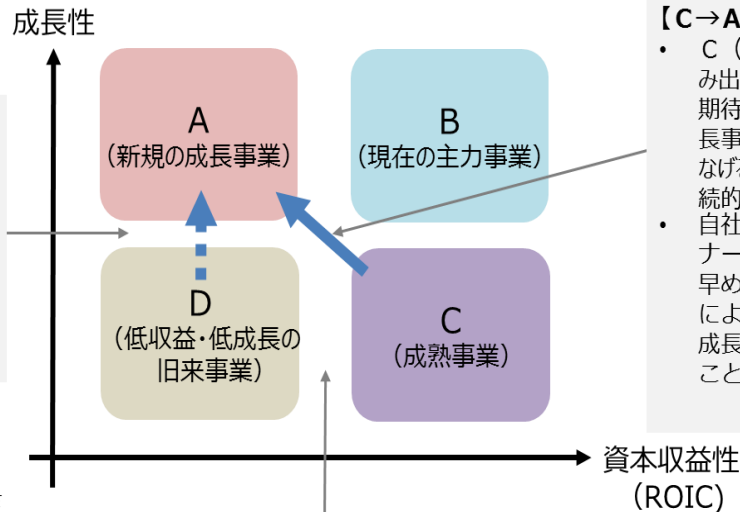 成長性
A
(新規の成長事業)
B
(現在の主力事業)
D
(低収益・低成長の
旧来事業)
C
(成熟事業)
資本収益性
(ROIC)
【C→A
• C(
み出
期待
長事
なげ
続的
• 自社
ナー
早め
によ
成長
こと